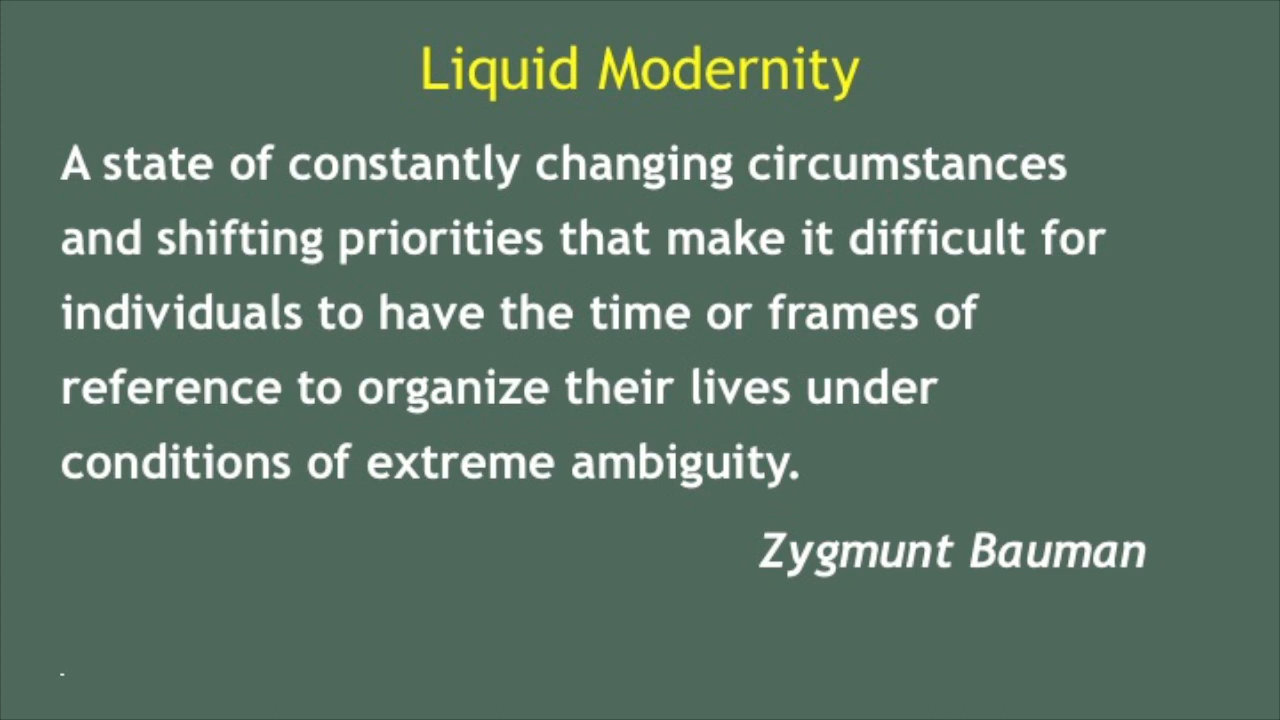 Liquid Modernity
A state of constantly changing circumstances
and shifting priorities that make it difficult for
individuals to have the time or frames of
reference to organize their lives under
conditions of extreme ambiguity.
Zygmunt Bauman
-